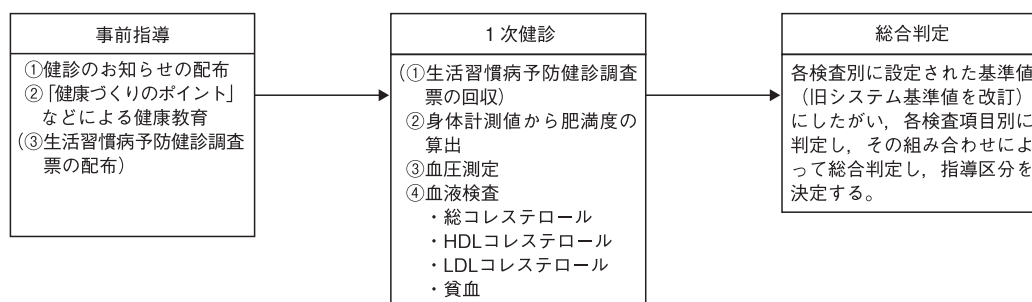 事前指導
①健診のお知らせの配布
②「健康づくりのポイント」
などによる健康教育
(③生活習慣病予防健診調査
票の配布)
1次健診
(①生活習慣病予防健診調査
票の回収)
②身体計測値から肥満度の
算出
③血圧測定
④血液検査
・総コレステロール
・HDLコレステロール
・LDLコレステロール
・貧血
総合判定
各検査別に設定された基準値
(旧システム基準値を改訂)
にしたがい，各検査項目別に
判定し，その組み合わせによ
って総合判定し，指導区分を
決定する。